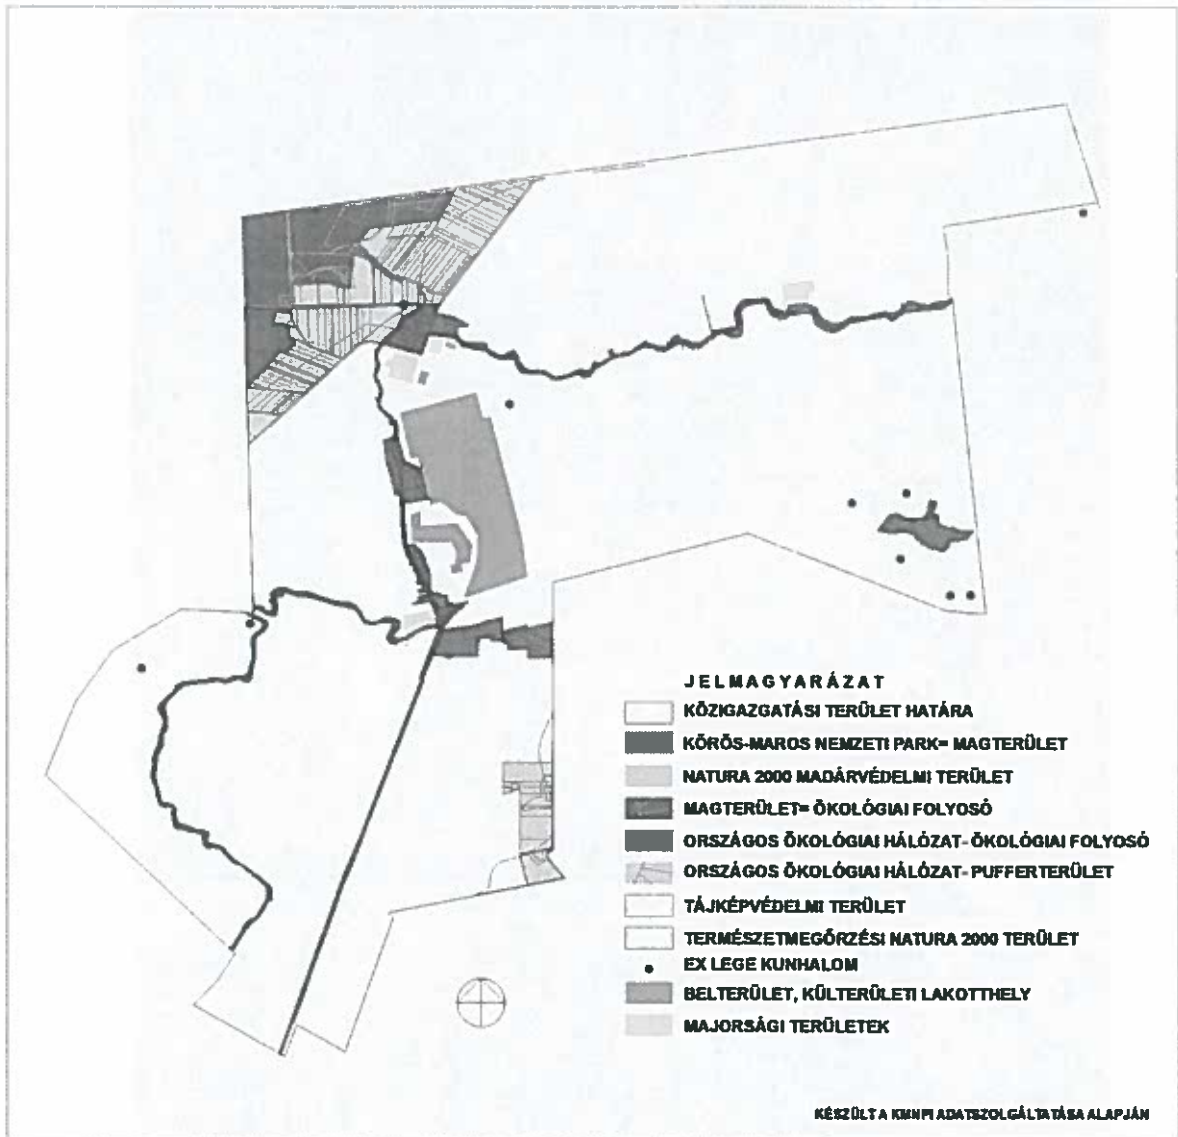 JELMAGYARÁZAT
KÖZIGAZGATÁSI TERÜLET HATÁRA
KÖRÖS-MAROS NEMZETI PARK= MAGTERÜLET
NATURA 2000 MADÁRVÉDELMI TERÜLET
MAGTERÜLET= ÖKOLÓGIAI FOLYOSÓ
ORSZÁGOS ÖKOLÓGIAI HÁLÓZAT- ÖKOLÓGIAI FOLYOSÓ
ORSZÁGOS ÖKOLÓGIAI HÁLÓZAT- PUFFERTERÜLET
TÁJKÉPVÉDELMI TERÜLET
TERMÉSZETMEGŐRZÉSI NATURA 2000 TERÜLET
EX LEGE KUNHALOM
BELTERÜLET, KÜLTERÜLETI LAKOTTHELY
MAJORSÁGI TERÜLETEK
KÉSZÜLT A KMNPI ADATSZOLGÁLTATÁSA ALAPJÁN